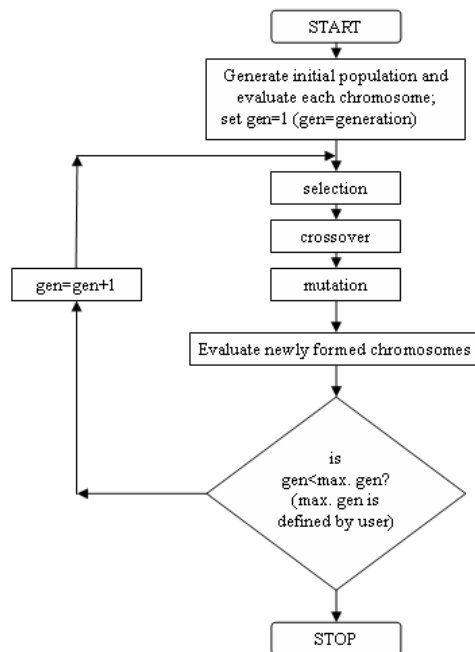 START
Generate initial population and
evaluate each chromosome;
set gen=1 (gen=generation)
selection
crossover
gen=gen+1
mutation
Evaluate newly formed chromosomes
is
gen<max. gen?
(max. gen is
defined by user)
STOP